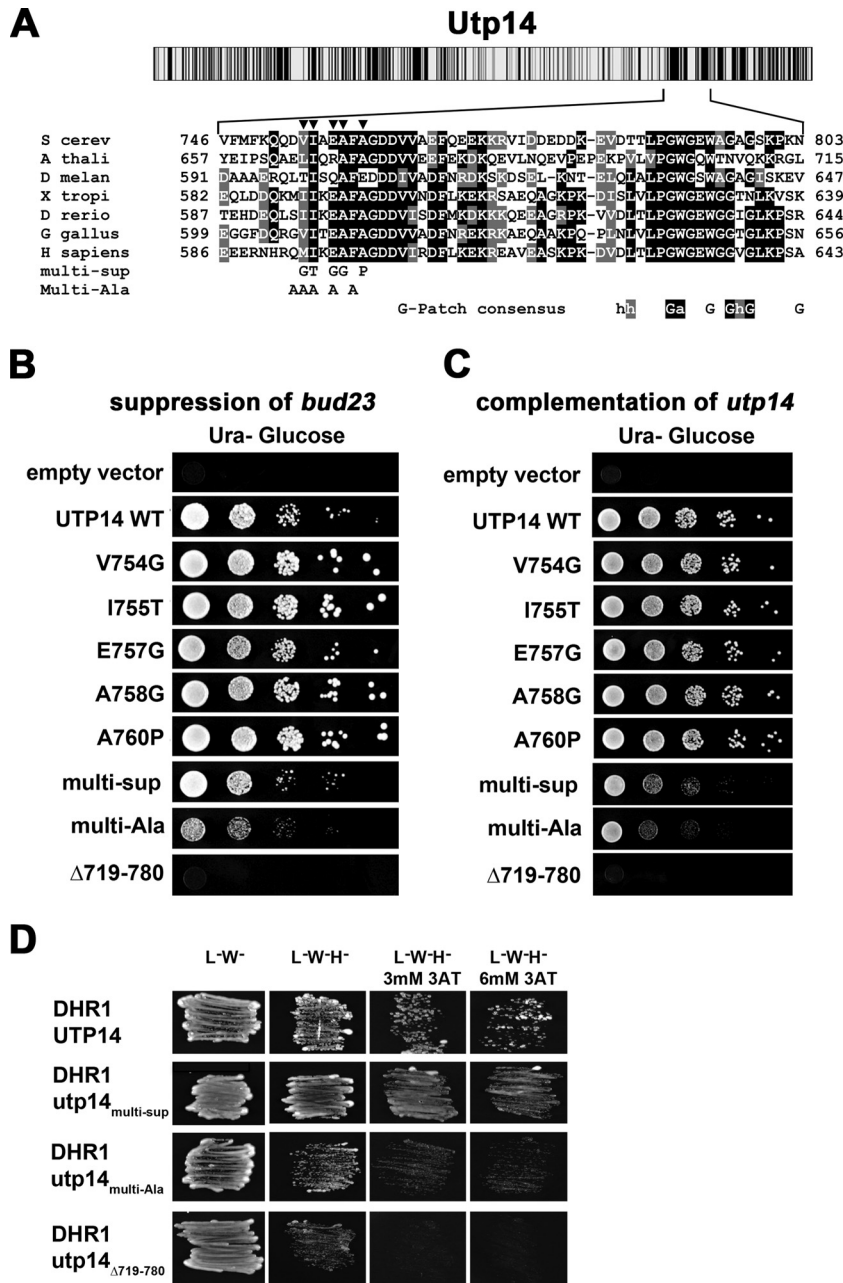 A
Utp14
S cerev 746 VFMFKQQDVIAEAFAGDDVVAEFQEEKKRVIDDEDDK-EVDTTLPGWGEWAGAGSKPKN 803
A thali 657 YEIPSQAELIQRAFAGDDVVEEFEKDKQEVLNQEVPEPEKPVLVPGWGQWTNVQKKRGL 715
D melan 591 DAAAERQLTISQAFEDDDIVADFNRDKSKDSEL-KNT-ELQLALPGWGSWAGAGISKEV 647
X tropi 582 EQLDDQKMIIKEAFAGDDVVNDFLKEKRSAEQAGKPK-DISLVLPGWGEWGGTNLKVSK 639
D rerio 587 TEHDEQLSIIKEAFAGDDVISDFMKDKKKQEEAGRPK-VVDLTLPGWGEWGGTGLKPSR 644
G gallus 599 EGGFDQRGVITEAFAGDDVVADFNREKRKAEQAAKPQ-PLNLVLPGWGEWGGTNLKPNN 656
H sapiens 586 EEERNHRQMIKEAFAGDDVIRDFLKEKREAVEASKPK-DVDLTLPGWGEWGGVGLKPSA 643
multi-sup GT GG P
Multi-Ala AAA A A
G-Patch consensus hh Ga G GhG G
B
suppression of bud23
Ura- Glucose
empty vector
UTP14 WT
V754G
I755T
E757G
A758G
A760P
multi-sup
multi-Ala
Δ719-780
C
complementation of utp14
Ura- Glucose
empty vector
UTP14 WT
V754G
I755T
E757G
A758G
A760P
multi-sup
multi-Ala
Δ719-780
D
L-W- L-W-H- L-W-H- L-W-H-
3mM 3AT 6mM 3AT
DHR1
UTP14
DHR1
utp14multi-sup
DHR1
utp14multi-Ala
DHR1
utp14Δ719-780